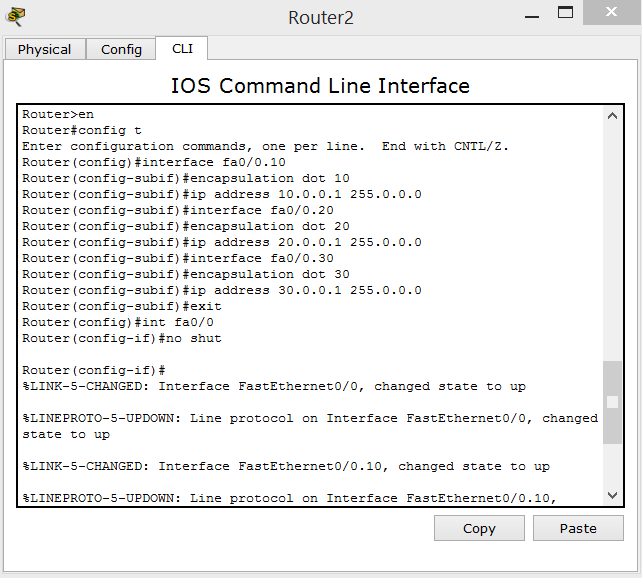 Router2
Physical Config CLI
IOS Command Line Interface
Router>en
Router#config t
Enter configuration commands, one per line.  End with CNTL/Z.
Router(config)#interface fa0/0.10
Router(config-subif)#encapsulation dot 10
Router(config-subif)#ip address 10.0.0.1 255.0.0.0
Router(config-subif)#interface fa0/0.20
Router(config-subif)#encapsulation dot 20
Router(config-subif)#ip address 20.0.0.1 255.0.0.0
Router(config-subif)#interface fa0/0.30
Router(config-subif)#encapsulation dot 30
Router(config-subif)#ip address 30.0.0.1 255.0.0.0
Router(config-subif)#exit
Router(config)#int fa0/0
Router(config-if)#no shut
Router(config-if)#
%LINK-5-CHANGED: Interface FastEthernet0/0, changed state to up
%LINEPROTO-5-UPDOWN: Line protocol on Interface FastEthernet0/0, changed
state to up
%LINK-5-CHANGED: Interface FastEthernet0/0.10, changed state to up
%LINEPROTO-5-UPDOWN: Line protocol on Interface FastEthernet0/0.10,
Copy Paste